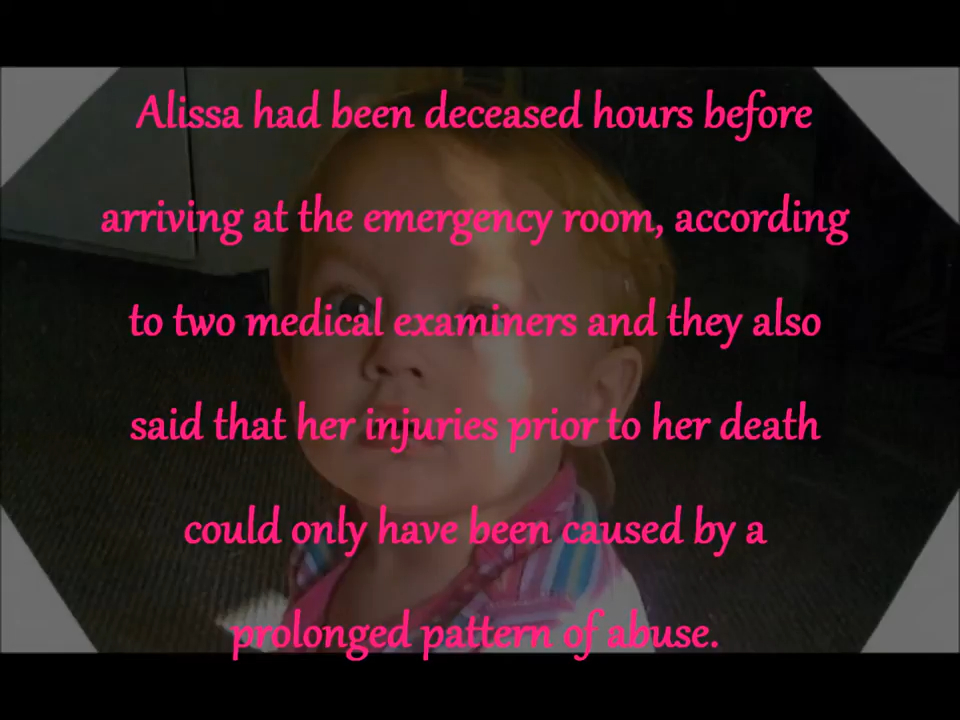 Alissa had been deceased hours before
arriving at the emergency room, according
to two medical examiners and they also
said that her injuries prior to her death
could only have been caused by a
prolonged pattern of abuse.